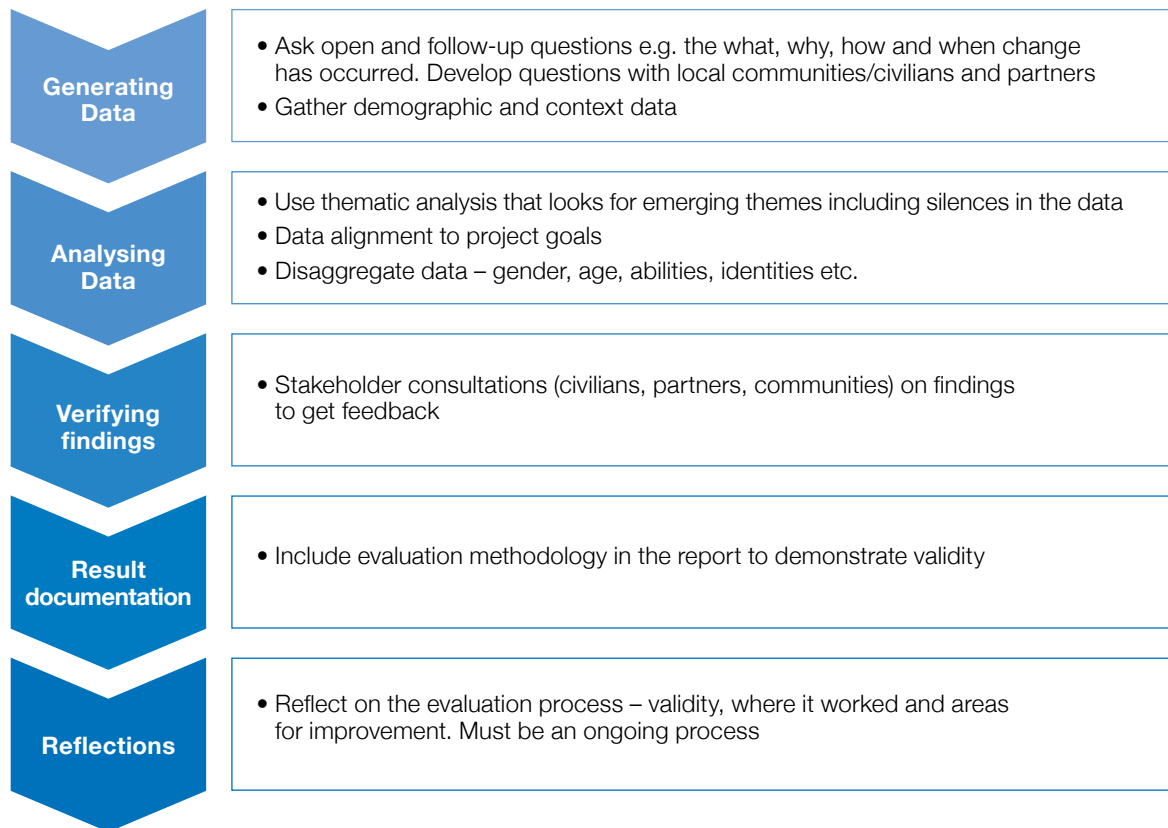 Generating
Data
• Ask open and follow-up questions e.g. the what, why, how and when change
has occurred. Develop questions with local communities/civilians and partners
• Gather demographic and context data
Analysing
Data
• Use thematic analysis that looks for emerging themes including silences in the data
• Data alignment to project goals
• Disaggregate data – gender, age, abilities, identities etc.
Verifying
findings
• Stakeholder consultations (civilians, partners, communities) on findings
to get feedback
Result
documentation
• Include evaluation methodology in the report to demonstrate validity
Reflections
• Reflect on the evaluation process – validity, where it worked and areas
for improvement. Must be an ongoing process